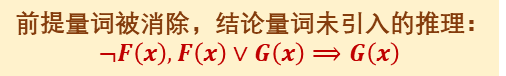 前提量词被消除，结论量词未引入的推理：
¬F(x), F(x) ∨ G(x) ⟹ G(x)